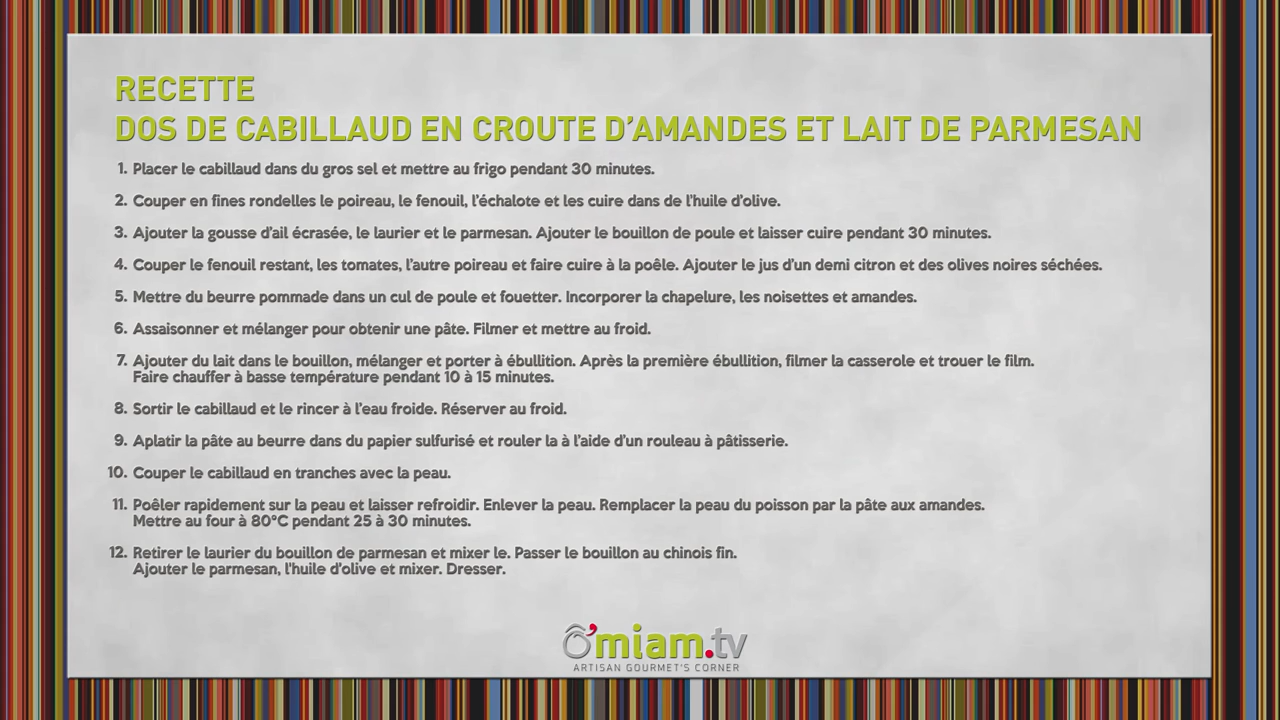 RECETTE
DOS DE CABILLAUD EN CROUTE D'AMANDES ET LAIT DE PARMESAN
1. Placer le cabillaud dans du gros sel et mettre au frigo pendant 30 minutes.
2. Couper en fines rondelles le poireau, le fenouil, l'échalote et les cuire dans de l'huile d'olive.
3. Ajouter la gousse d'ail écrasée, le laurier et le parmesan. Ajouter le bouillon de poule et laisser cuire pendant 30 minutes.
4. Couper le fenouil restant, les tomates, l'autre poireau et faire cuire à la poêle. Ajouter le jus d'un demi citron et des olives noires séchées.
5. Mettre du beurre pommade dans un cul de poule et fouetter. Incorporer la chapelure, les noisettes et amandes.
6. Assaisonner et mélanger pour obtenir une pâte. Filmer et mettre au froid.
7. Ajouter du lait dans le bouillon, mélanger et porter à ébullition. Après la première ébullition, filmer la casserole et trouer le film.
Faire chauffer à basse température pendant 10 à 15 minutes.
8. Sortir le cabillaud et le rincer à l'eau froide. Réserver au froid.
9. Aplatir la pâte au beurre dans du papier sulfurisé et rouler la à l'aide d'un rouleau à pâtisserie.
10. Couper le cabillaud en tranches avec la peau.
11. Poêler rapidement sur la peau et laisser refroidir. Enlever la peau. Remplacer la peau du poisson par la pâte aux amandes.
Mettre au four à 80°C pendant 25 à 30 minutes.
12. Retirer le laurier du bouillon de parmesan et mixer le. Passer le bouillon au chinois fin.
Ajouter le parmesan, l'huile d'olive et mixer. Dresser.
Ô'miam.tv
ARTISAN GOURMET'S CORNER